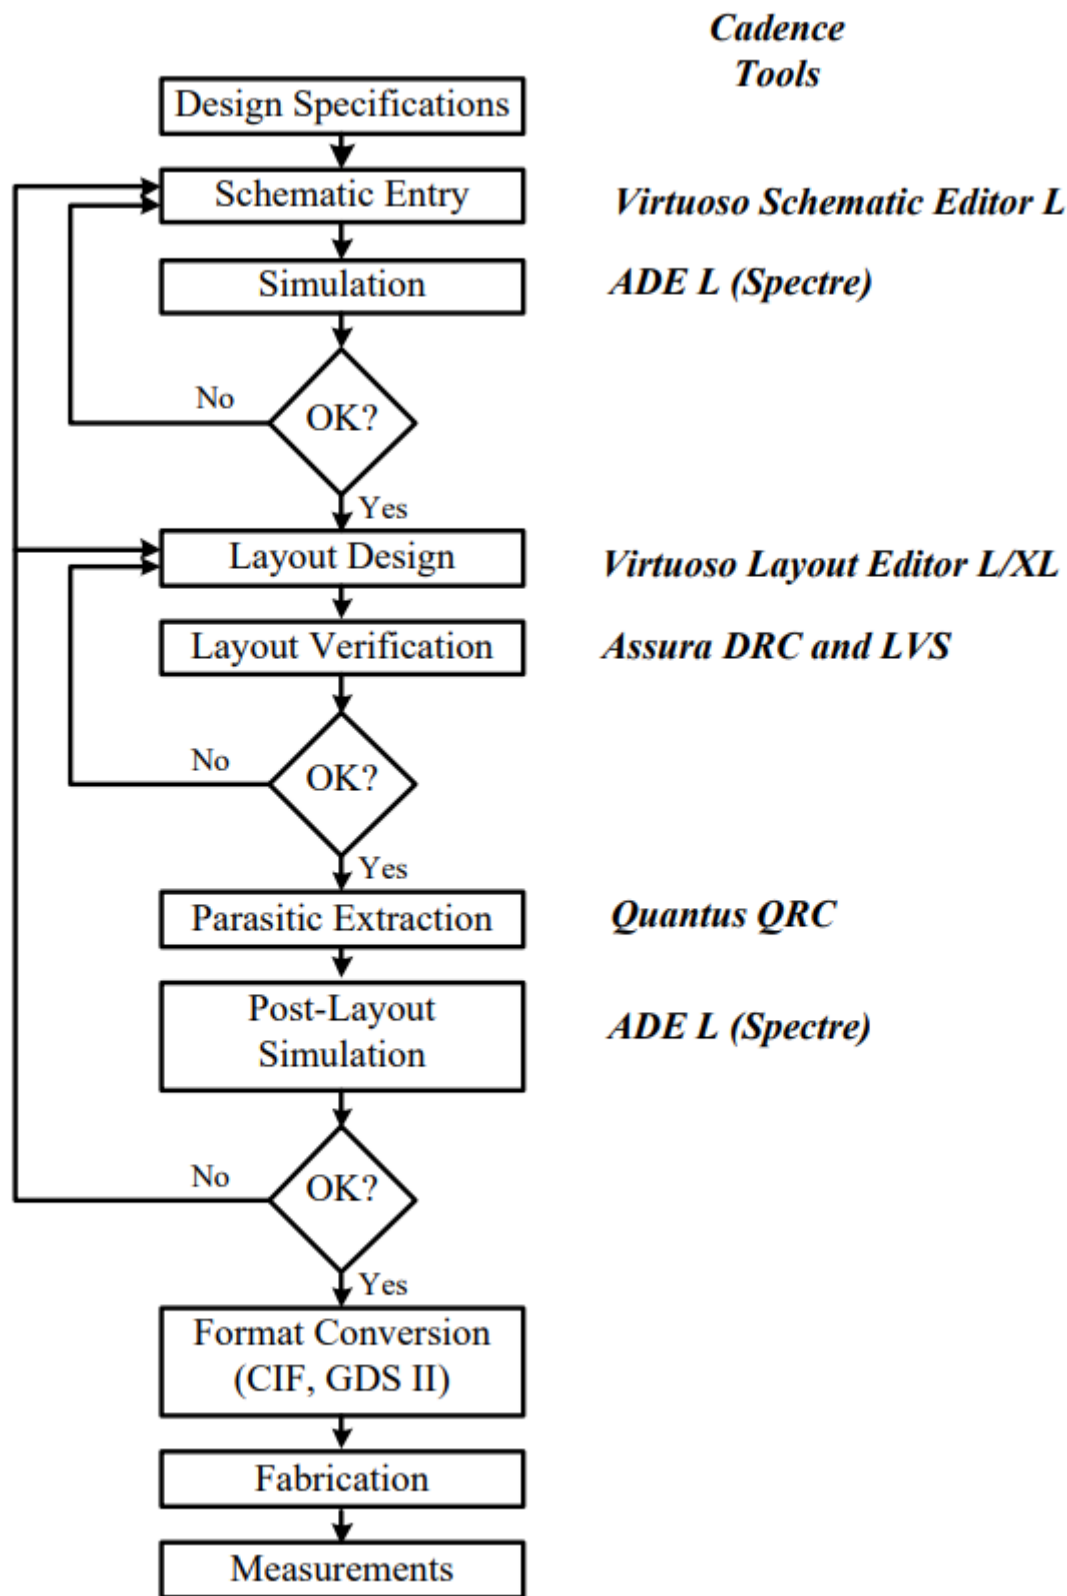 Cadence
Tools
Design Specifications
Schematic Entry
Virtuoso Schematic Editor L
Simulation
ADE L (Spectre)
No
OK?
Yes
Layout Design
Virtuoso Layout Editor L/XL
Layout Verification
Assura DRC and LVS
No
OK?
Yes
Parasitic Extraction
Quantus QRC
Post-Layout
Simulation
ADE L (Spectre)
No
OK?
Yes
Format Conversion
(CIF, GDS II)
Fabrication
Measurements